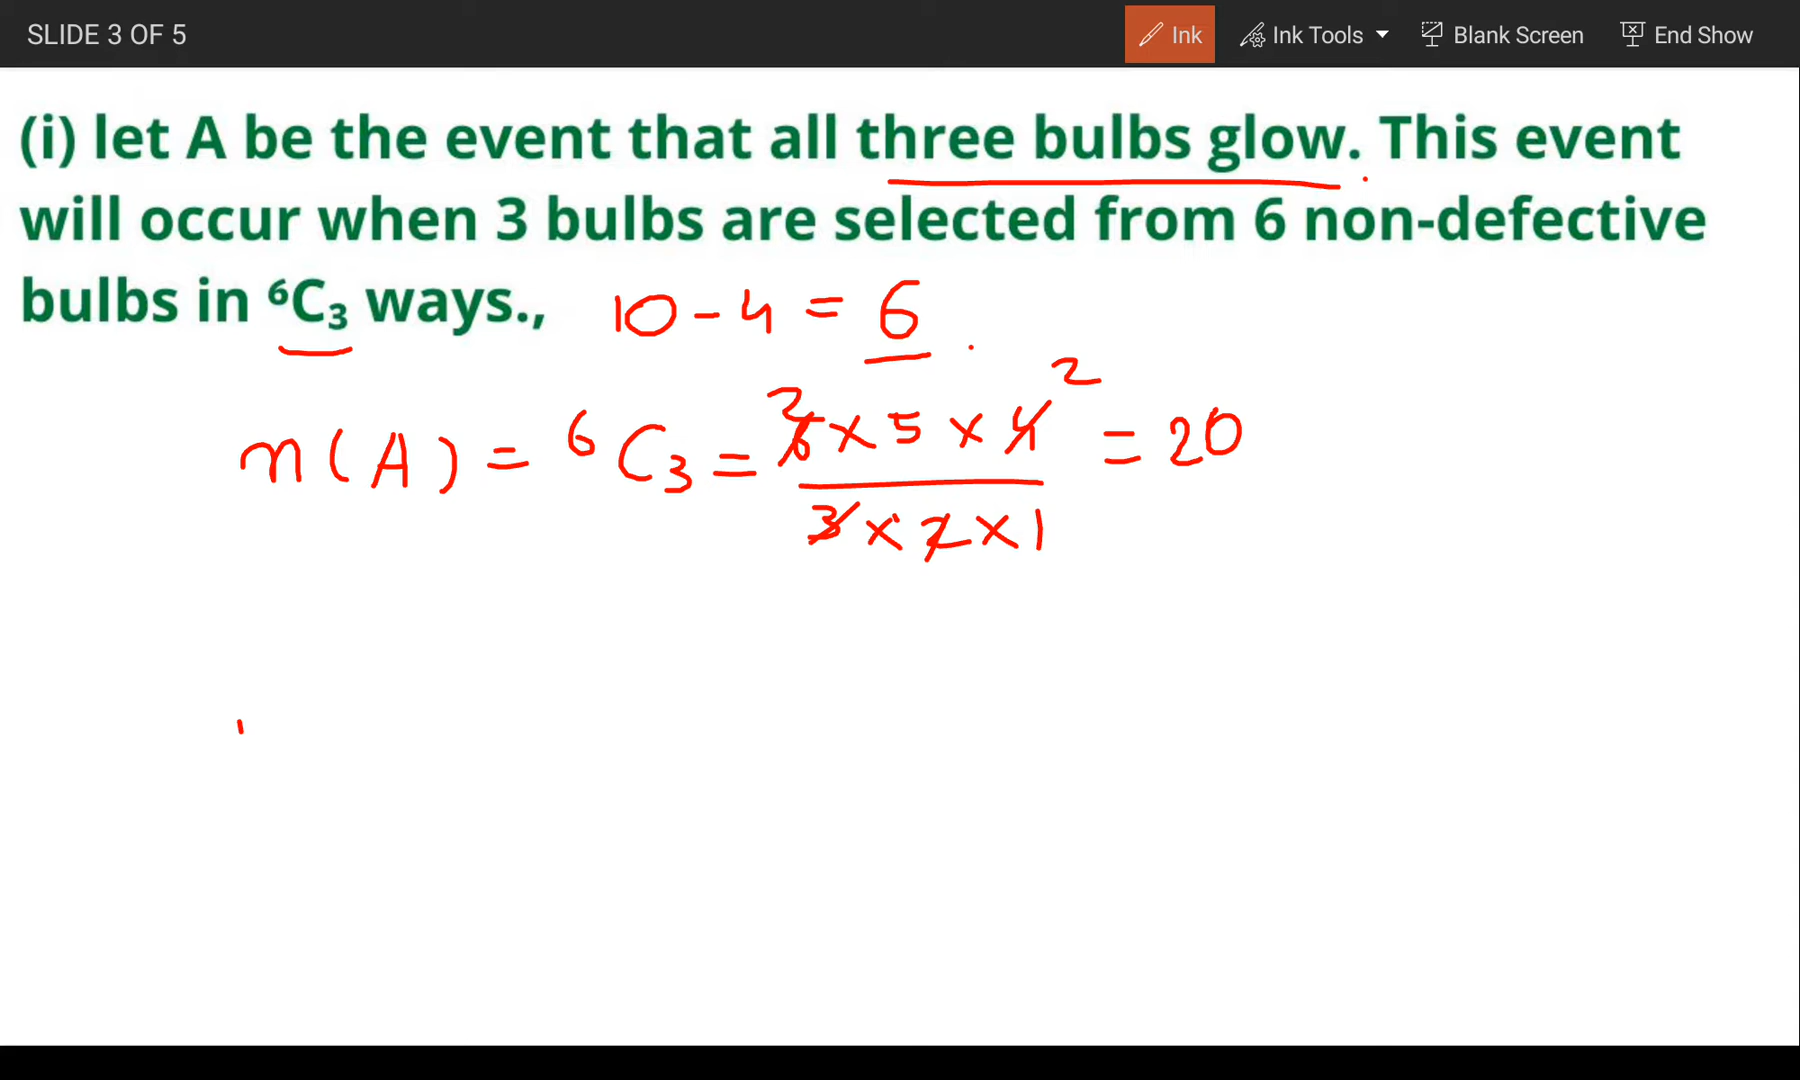 SLIDE 3 OF 5 Ink Ink Tools Blank Screen End Show
(i) let A be the event that all three bulbs glow. This event
will occur when 3 bulbs are selected from 6 non-defective
bulbs in ⁶C₃ ways., 10 - 4 = 6
2 2
n(A) = ⁶C₃ = 6 × 5 × 4 = 20
3 × 2 × 1